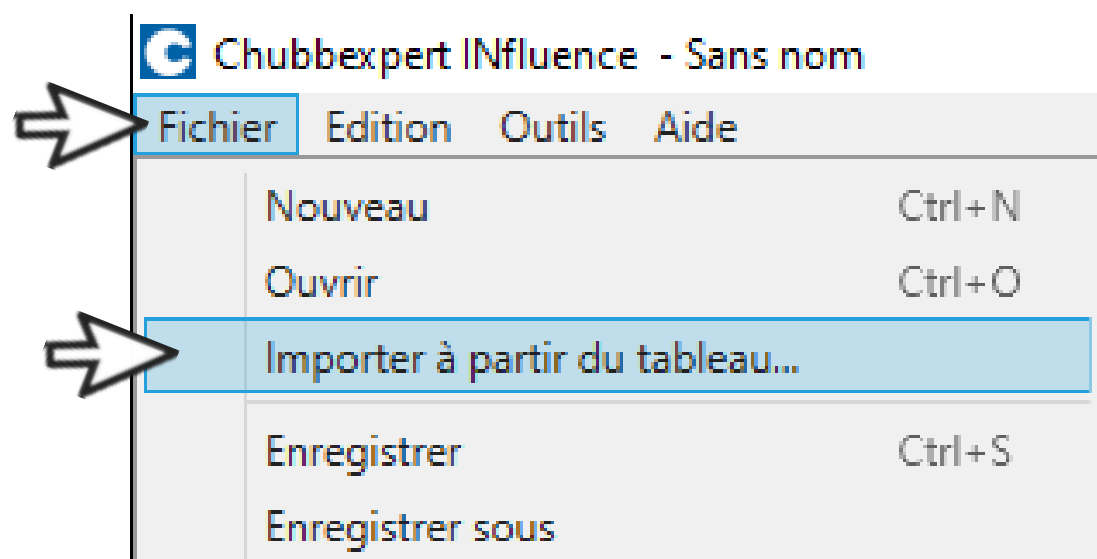 Chubbexpert INfluence - Sans nom
Fichier Edition Outils Aide
Nouveau Ctrl+N
Ouvrir Ctrl+O
Importer à partir du tableau...
Enregistrer Ctrl+S
Enregistrer sous